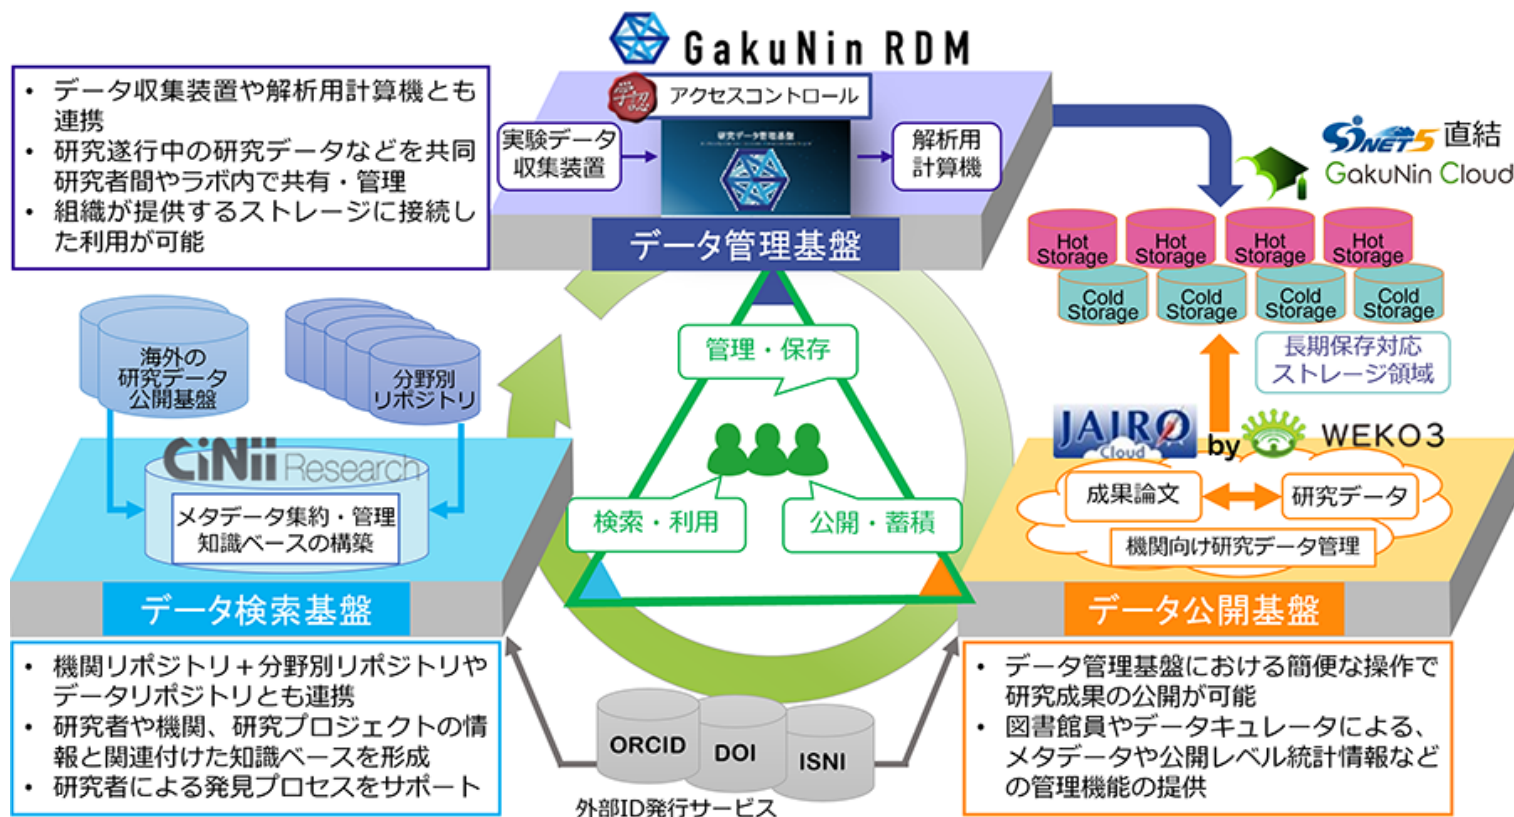 GakuNin RDM
• データ収集装置や解析用計算機とも
連携
• 研究遂行中の研究データなどを共同
研究者間やラボ内で共有・管理
• 組織が提供するストレージに接続し
た利用が可能
学認
アクセスコントロール
実験データ
収集装置
研究データ管理基盤
解析用
計算機
データ管理基盤
SINET5 直結
GakuNin Cloud
Hot
Storage
Hot
Storage
Hot
Storage
Hot
Storage
Cold
Storage
Cold
Storage
Cold
Storage
Cold
Storage
長期保存対応
ストレージ領域
海外の
研究データ
公開基盤
分野別
リポジトリ
管理・保存
検索・利用
公開・蓄積
CiNii Research
メタデータ集約・管理
知識ベースの構築
データ検索基盤
JAIRO
Cloud
by
WEKO3
成果論文
研究データ
機関向け研究データ管理
データ公開基盤
• 機関リポジトリ＋分野別リポジトリや
データリポジトリとも連携
• 研究者や機関、研究プロジェクトの情
報と関連付けた知識ベースを形成
• 研究者による発見プロセスをサポート
ORCID
DOI
ISNI
外部ID発行サービス
• データ管理基盤における簡便な操作で
研究成果の公開が可能
• 図書館員やデータキュレータによる、
メタデータや公開レベル統計情報など
の管理機能の提供